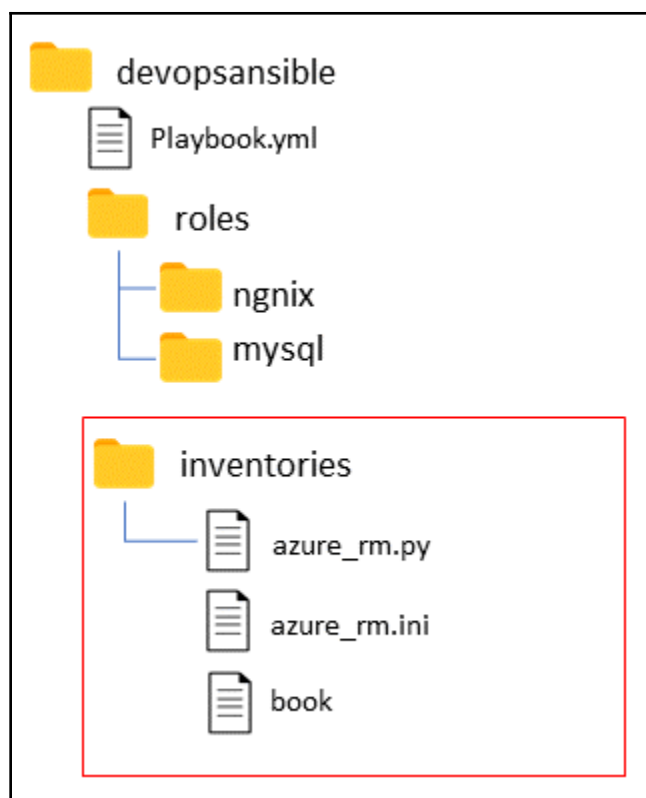 devopsansible
Playbook.yml
roles
ngnix
mysql
inventories
azure_rm.py
azure_rm.ini
book